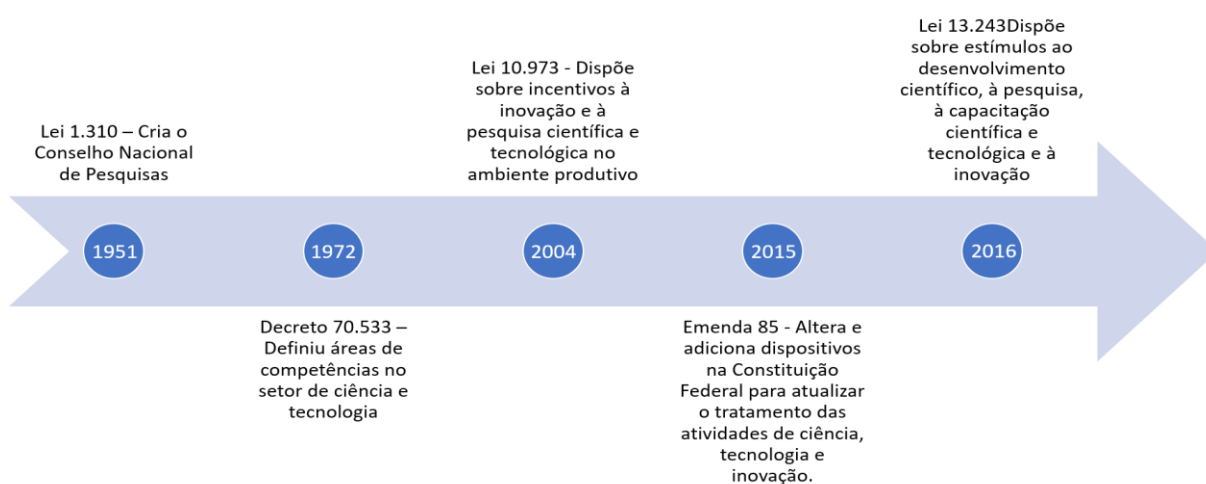 Lei 1.310 – Cria o
Conselho Nacional
de Pesquisas
1951
1972
Decreto 70.533 –
Definiu áreas de
competências no
setor de ciência e
tecnologia
Lei 10.973 - Dispõe
sobre incentivos à
inovação e à
pesquisa científica e
tecnológica no
ambiente produtivo
2004
2015
Emenda 85 - Altera e
adiciona dispositivos
na Constituição
Federal para atualizar
o tratamento das
atividades de ciência,
tecnologia e
inovação.
Lei 13.243Dispõe
sobre estímulos ao
desenvolvimento
científico, à pesquisa,
à capacitação
científica e
tecnológica e à
inovação
2016